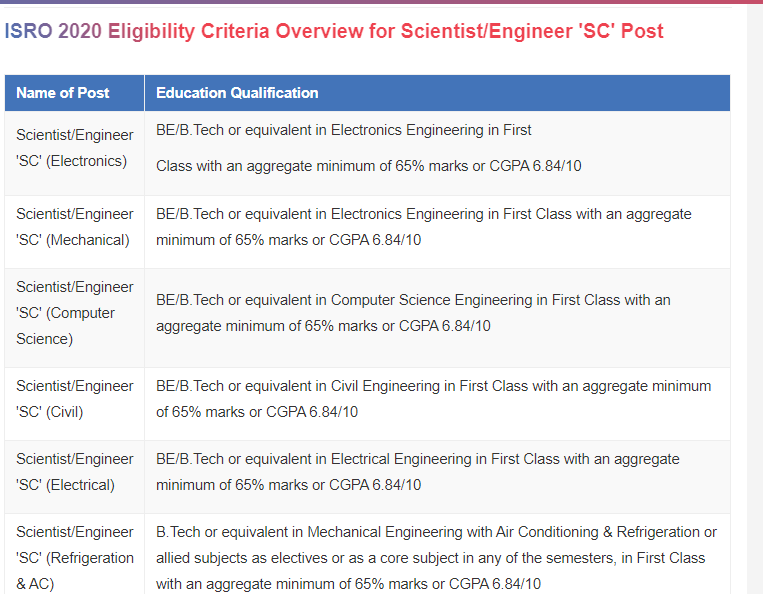 ISRO 2020 Eligibility Criteria Overview for Scientist/Engineer 'SC' Post
Name of Post
Education Qualification
Scientist/Engineer
'SC' (Electronics)
BE/B.Tech or equivalent in Electronics Engineering in First
Class with an aggregate minimum of 65% marks or CGPA 6.84/10
Scientist/Engineer
'SC' (Mechanical)
BE/B.Tech or equivalent in Electronics Engineering in First Class with an aggregate
minimum of 65% marks or CGPA 6.84/10
Scientist/Engineer
'SC' (Computer
Science)
BE/B.Tech or equivalent in Computer Science Engineering in First Class with an
aggregate minimum of 65% marks or CGPA 6.84/10
Scientist/Engineer
'SC' (Civil)
BE/B.Tech or equivalent in Civil Engineering in First Class with an aggregate minimum
of 65% marks or CGPA 6.84/10
Scientist/Engineer
'SC' (Electrical)
BE/B.Tech or equivalent in Electrical Engineering in First Class with an aggregate
minimum of 65% marks or CGPA 6.84/10
Scientist/Engineer
'SC' (Refrigeration
& AC)
B.Tech or equivalent in Mechanical Engineering with Air Conditioning & Refrigeration or
allied subjects as electives or as a core subject in any of the semesters, in First Class
with an aggregate minimum of 65% marks or CGPA 6.84/10